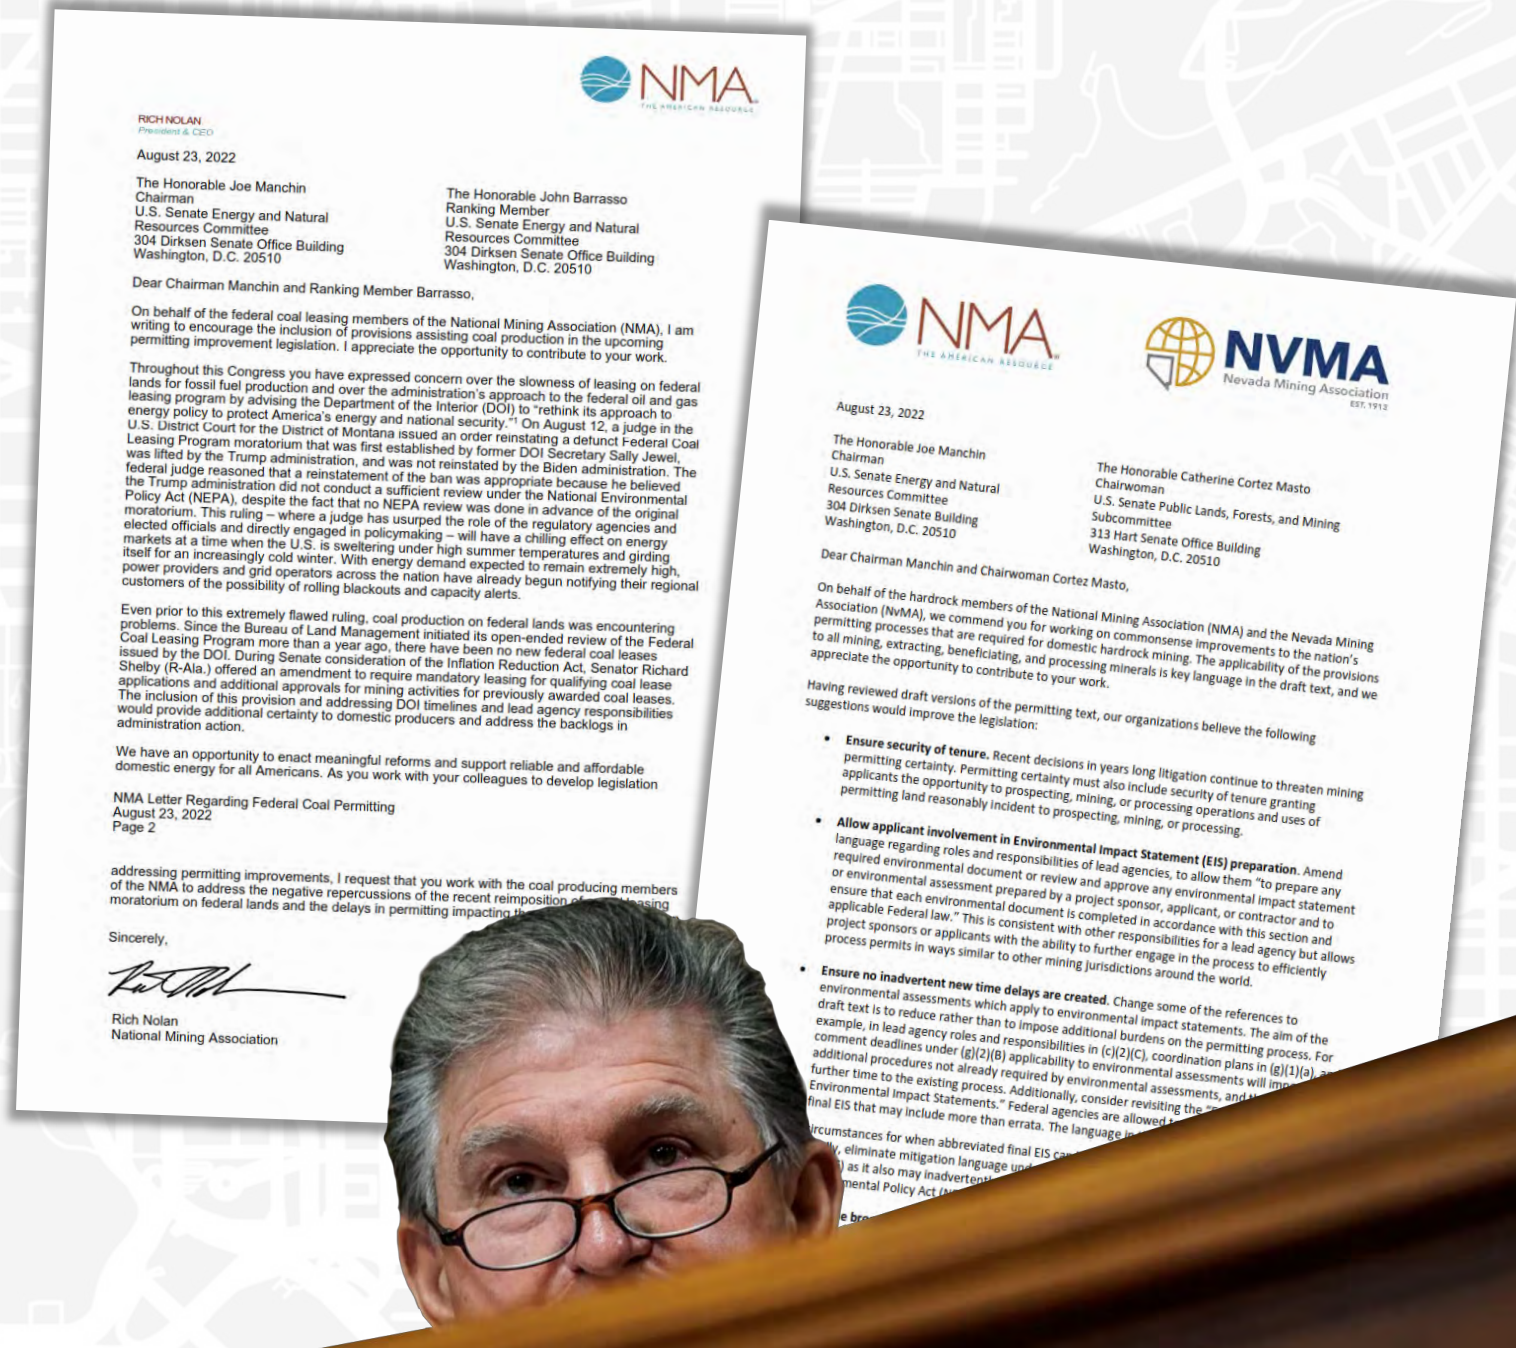 NMA
THE AMERICAN RESOURCE
RICH NOLAN
President & CEO
August 23, 2022
The Honorable Joe Manchin
Chairman
U.S. Senate Energy and Natural
Resources Committee
304 Dirksen Senate Office Building
Washington, D.C. 20510
The Honorable John Barrasso
Ranking Member
U.S. Senate Energy and Natural
Resources Committee
304 Dirksen Senate Office Building
Washington, D.C. 20510
Dear Chairman Manchin and Ranking Member Barrasso,
On behalf of the federal coal leasing members of the National Mining Association (NMA), I am
writing to encourage the inclusion of provisions assisting coal production in the upcoming
permitting improvement legislation. I appreciate the opportunity to contribute to your work.
Throughout this Congress you have expressed concern over the slowness of leasing on federal
lands for fossil fuel production and over the administration's approach to the federal oil and gas
leasing program by advising the Department of the Interior (DOI) to "rethink its approach to
energy policy to protect America's energy and national security."¹ On August 12, a judge in the
U.S. District Court for the District of Montana issued an order reinstating a defunct Federal Coal
Leasing Program moratorium that was first established by former DOI Secretary Sally Jewel,
was lifted by the Trump administration, and was not reinstated by the Biden administration. The
federal judge reasoned that a reinstatement of the ban was appropriate because he believed
the Trump administration did not conduct a sufficient review under the National Environmental
Policy Act (NEPA), despite the fact that no NEPA review was done in advance of the original
moratorium. This ruling – where a judge has usurped the role of the regulatory agencies and
elected officials and directly engaged in policymaking – will have a chilling effect on energy
markets at a time when the U.S. is sweltering under high summer temperatures and girding
itself for an increasingly cold winter. With energy demand expected to remain extremely high,
power providers and grid operators across the nation have already begun notifying their regional
customers of the possibility of rolling blackouts and capacity alerts.
Even prior to this extremely flawed ruling, coal production on federal lands was encountering
problems. Since the Bureau of Land Management initiated its open-ended review of the Federal
Coal Leasing Program more than a year ago, there have been no new federal coal leases
issued by the DOI. During Senate consideration of the Inflation Reduction Act, Senator Richard
Shelby (R-Ala.) offered an amendment to require mandatory leasing for qualifying coal lease
applications and additional approvals for mining activities for previously awarded coal leases.
The inclusion of this provision and addressing DOI timelines and lead agency responsibilities
would provide additional certainty to domestic producers and address the backlogs in
administration action.
We have an opportunity to enact meaningful reforms and support reliable and affordable
domestic energy for all Americans. As you work with your colleagues to develop legislation
NMA Letter Regarding Federal Coal Permitting
August 23, 2022
Page 2
addressing permitting improvements, I request that you work with the coal producing members
of the NMA to address the negative repercussions of the recent reimposition
moratorium on federal lands and the delays in permitting impacting
Sincerely,
Rich Nolan
National Mining Association
NMA
THE AMERICAN RESOURCE
NVMA
Nevada Mining Association
EST. 1912
August 23, 2022
The Honorable Joe Manchin
Chairman
U.S. Senate Energy and Natural
Resources Committee
304 Dirksen Senate Building
Washington, D.C. 20510
The Honorable Catherine Cortez Masto
Chairwoman
U.S. Senate Public Lands, Forests, and Mining
Subcommittee
313 Hart Senate Office Building
Washington, D.C. 20510
Dear Chairman Manchin and Chairwoman Cortez Masto,
On behalf of the hardrock members of the National Mining Association (NMA) and the Nevada Mining
Association (NvMA), we commend you for working on commonsense improvements to the nation's
permitting processes that are required for domestic hardrock mining. The applicability of the provisions
to all mining, extracting, beneficiating, and processing minerals is key language in the draft text, and we
appreciate the opportunity to contribute to your work.
Having reviewed draft versions of the permitting text, our organizations believe the following
suggestions would improve the legislation:
• Ensure security of tenure. Recent decisions in years long litigation continue to threaten mining
permitting certainty. Permitting certainty must also include security of tenure granting
applicants the opportunity to prospecting, mining, or processing operations and uses of
permitting land reasonably incident to prospecting, mining, or processing.
• Allow applicant involvement in Environmental Impact Statement (EIS) preparation. Amend
language regarding roles and responsibilities of lead agencies, to allow them "to prepare any
required environmental document or review and approve any environmental impact statement
or environmental assessment prepared by a project sponsor, applicant, or contractor and to
ensure that each environmental document is completed in accordance with this section and
applicable Federal law." This is consistent with other responsibilities for a lead agency but allows
project sponsors or applicants with the ability to further engage in the process to efficiently
process permits in ways similar to other mining jurisdictions around the world.
• Ensure no inadvertent new time delays are created. Change some of the references to
environmental assessments which apply to environmental impact statements. The aim of the
draft text is to reduce rather than to impose additional burdens on the permitting process. For
example, in lead agency roles and responsibilities in (c)(2)(C), coordination plans in (g)(1)(a),
comment deadlines under (g)(2)(B) applicability to environmental assessments will
additional procedures not already required by environmental assessments, and
further time to the existing process. Additionally, consider revisiting the
Environmental Impact Statements." Federal agencies are allowed
final EIS that may include more than errata. The language
ircumstances for when abbreviated final EIS
eliminate mitigation language
as it also may
mental Policy Act